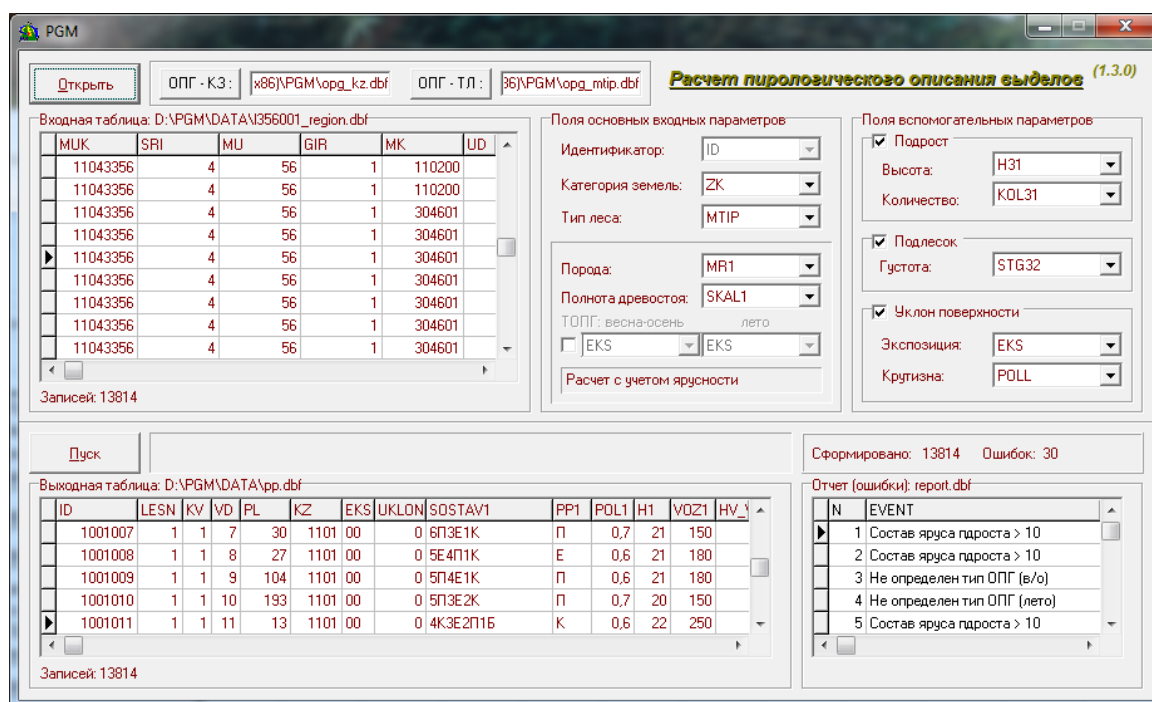 PGM
Открыть
ОПГ - КЗ :
x86)\PGM\opg_kz.dbf
ОПГ - ТЛ :
36)\PGM\opg_mtip.dbf
Расчет пирологического описания выделов (1.3.0)
Входная таблица: D:\PGM\DATA\I356001_region.dbf
MUK SRI MU GIR MK UD
11043356 4 56 1 110200
11043356 4 56 1 110200
11043356 4 56 1 304601
11043356 4 56 1 304601
11043356 4 56 1 304601
11043356 4 56 1 304601
11043356 4 56 1 304601
11043356 4 56 1 304601
11043356 4 56 1 304601
Записей: 13814
Поля основных входных параметров
Идентификатор: ID
Категория земель: ZK
Тип леса: MTIP
Порода: MR1
Полнота древостоя: SKAL1
ТОПГ: весна-осень лето
EKS EKS
Расчет с учетом ярусности
Поля вспомогательных параметров
Подрост
Высота: H31
Количество: KOL31
Подлесок
Густота: STG32
Уклон поверхности
Экспозиция: EKS
Крутизна: POLL
Пуск
Сформировано: 13814 Ошибок: 30
Выходная таблица: D:\PGM\DATA\pp.dbf
ID LESN KV VD PL KZ EKS UKLON SOSTAV1 PP1 POL1 H1 VOZ1 HV_
1001007 1 1 7 30 1101 00 0 6П3Е1К П 0,7 21 150
1001008 1 1 8 27 1101 00 0 5Е4П1К Е 0,6 21 180
1001009 1 1 9 104 1101 00 0 5П4Е1К П 0,6 21 180
1001010 1 1 10 193 1101 00 0 5П3Е2К П 0,7 20 150
1001011 1 1 11 13 1101 00 0 4К3Е2П1Б К 0,6 22 250
Записей: 13814
Отчет (ошибки): report.dbf
N EVENT
1 Состав яруса пдроста > 10
2 Состав яруса пдроста > 10
3 Не определен тип ОПГ (в/о)
4 Не определен тип ОПГ (лето)
5 Состав яруса пдроста > 10